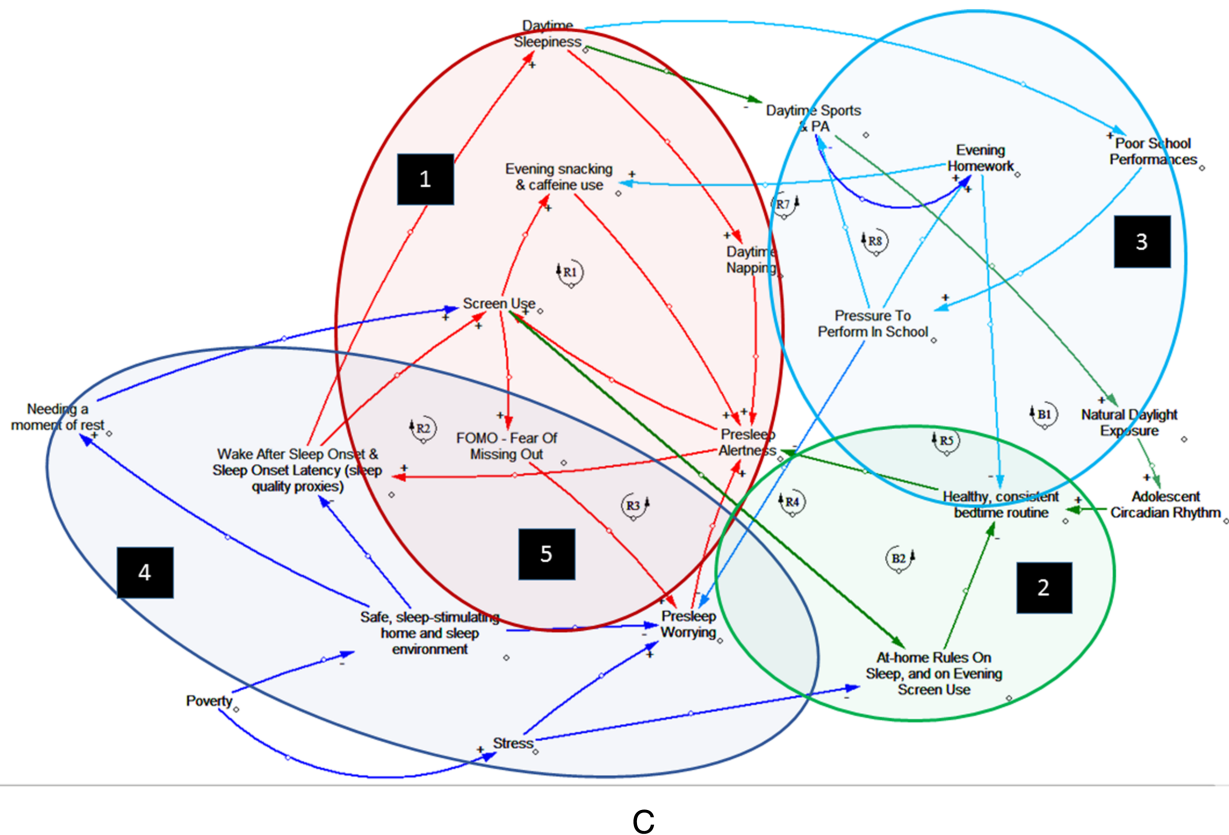 Daytime
Sleepiness
Daytime Sports
& PA
Evening
Homework
Poor School
Performances
1
Evening snacking
& caffeine use
R7
R8
3
Daytime
Napping
R1
Screen Use
Pressure To
Perform In School
Needing a
moment of rest
R2
FOMO - Fear Of
Missing Out
Presleep
Alertness
R5
B1
Natural Daylight
Exposure
Wake After Sleep Onset &
Sleep Onset Latency (sleep
quality proxies)
R3
R4
Healthy, consistent
bedtime routine
Adolescent
Circadian Rhythm
4
5
B2
2
Safe, sleep-stimulating
home and sleep
environment
Presleep
Worrying
At-home Rules On
Sleep, and on Evening
Screen Use
Poverty
Stress
C